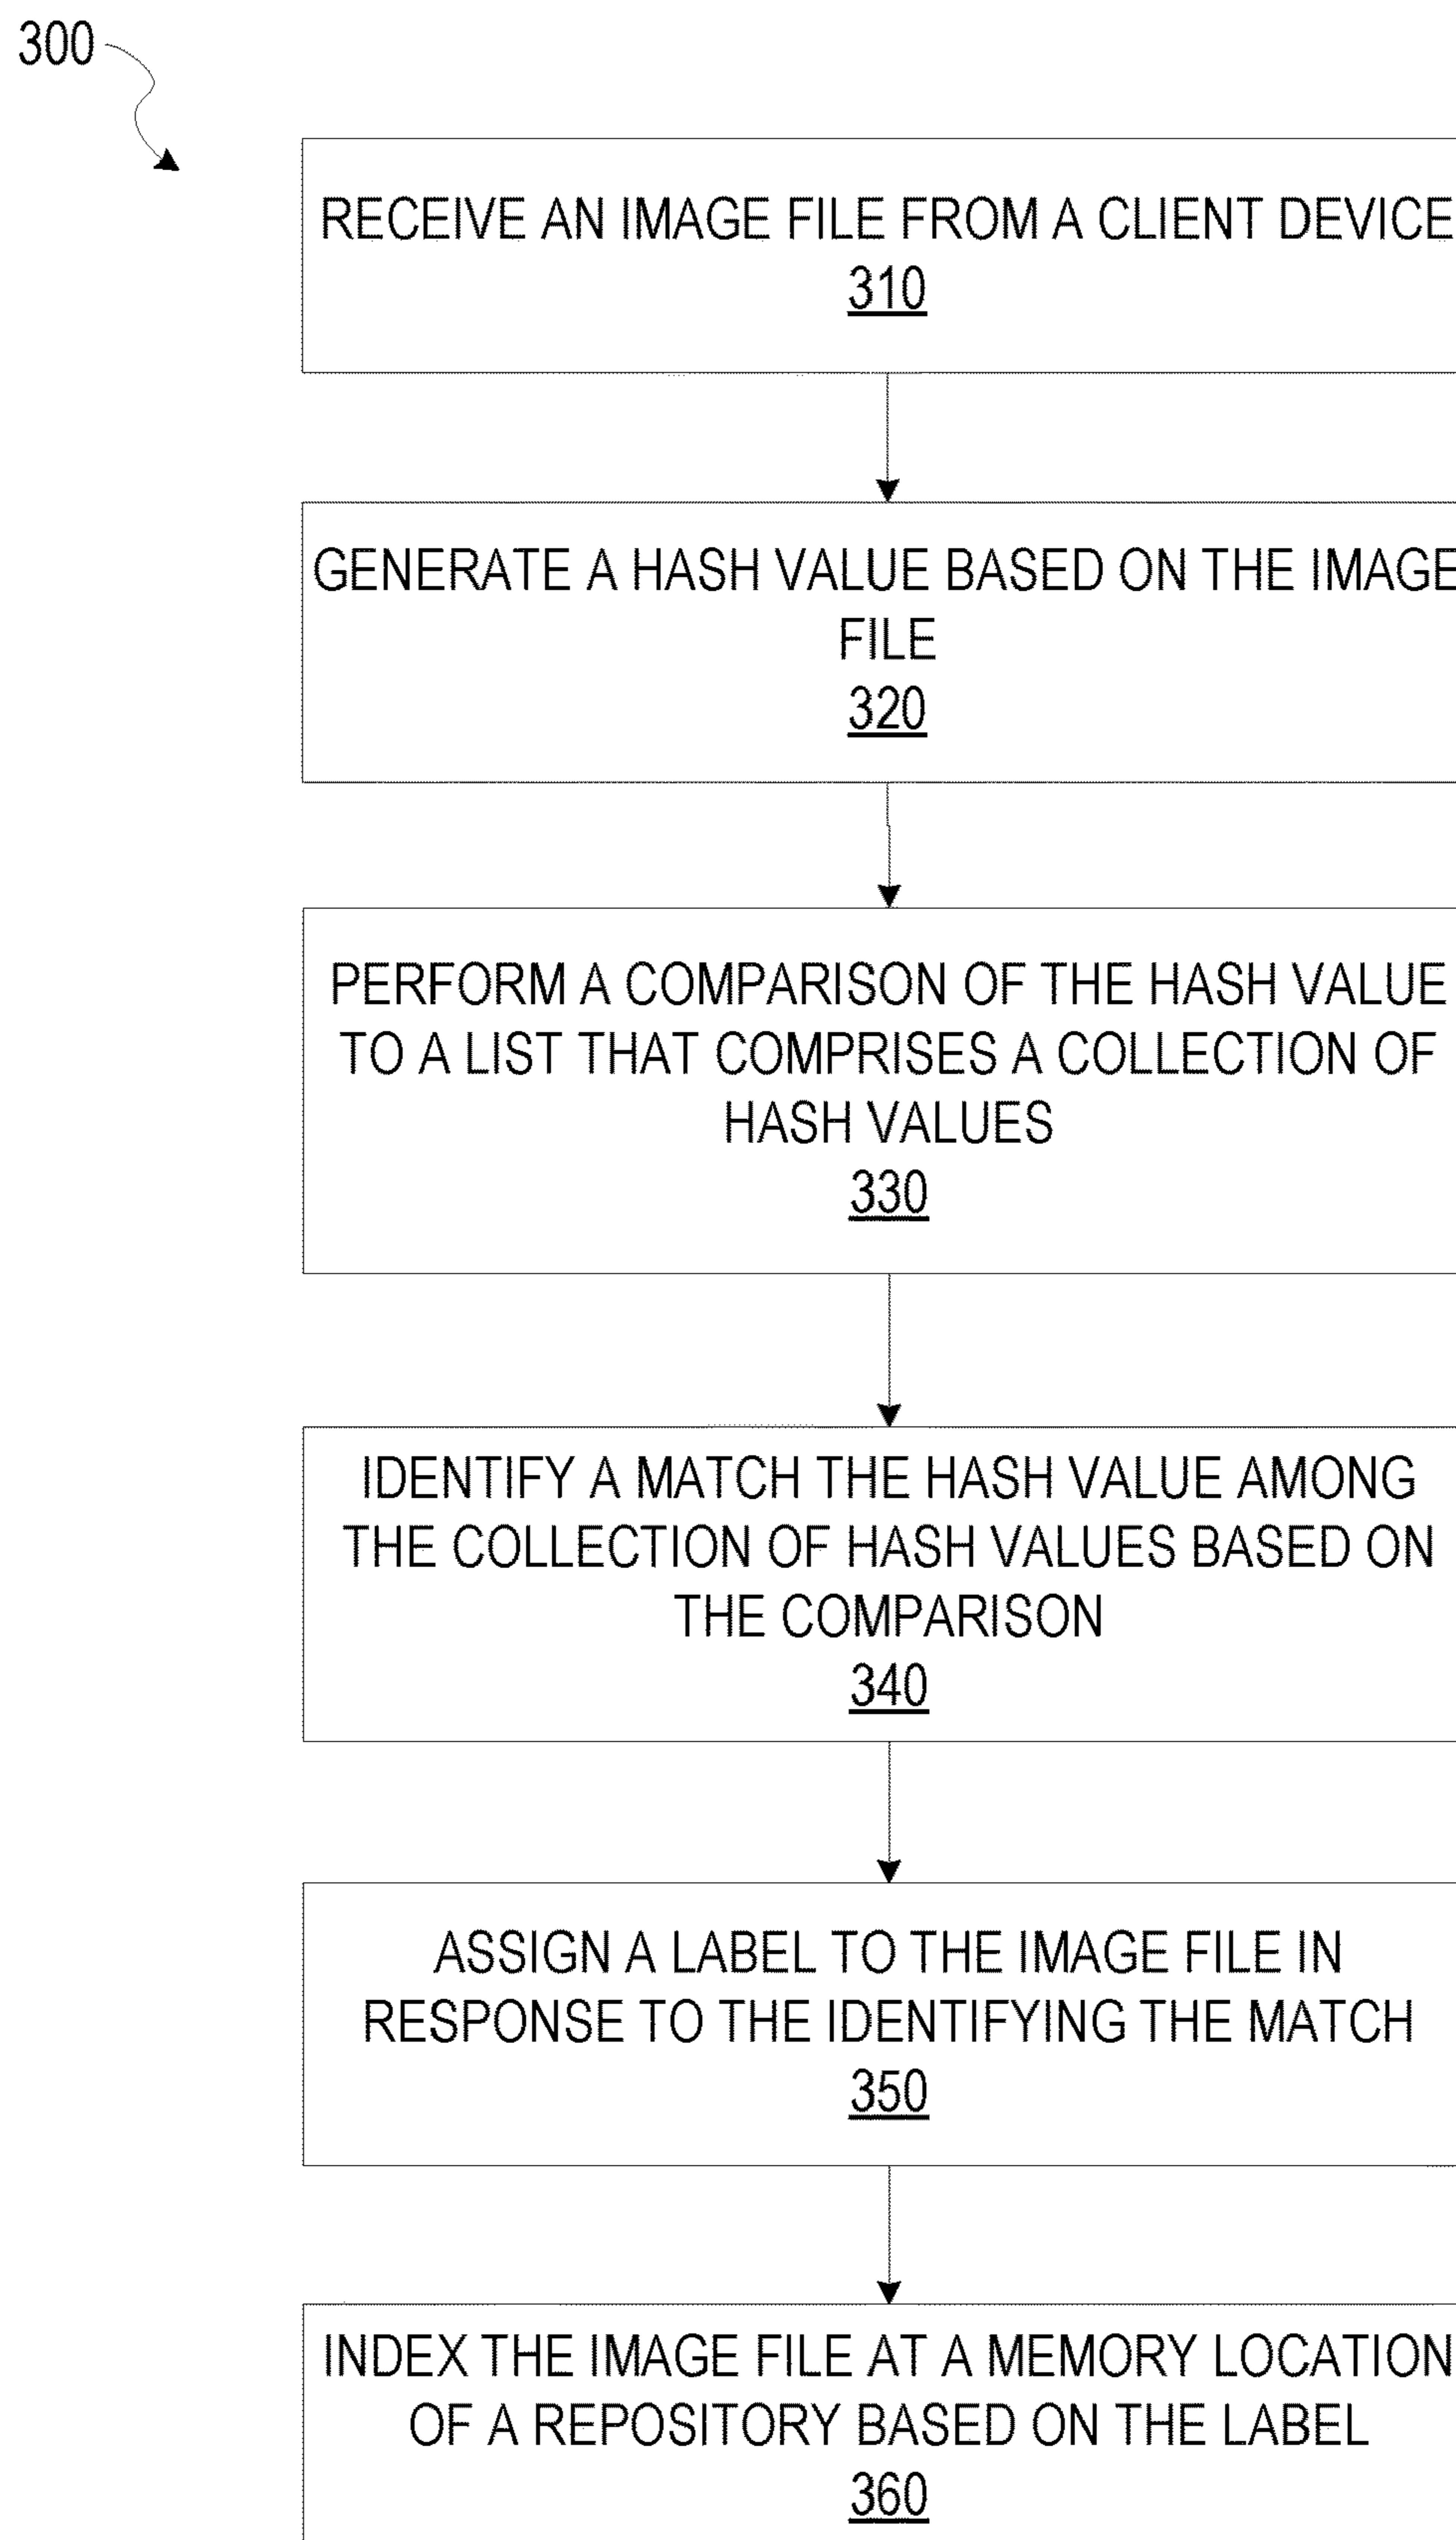 300
RECEIVE AN IMAGE FILE FROM A CLIENT DEVICE
310
GENERATE A HASH VALUE BASED ON THE IMAGE
FILE
320
PERFORM A COMPARISON OF THE HASH VALUE
TO A LIST THAT COMPRISES A COLLECTION OF
HASH VALUES
330
IDENTIFY A MATCH THE HASH VALUE AMONG
THE COLLECTION OF HASH VALUES BASED ON
THE COMPARISON
340
ASSIGN A LABEL TO THE IMAGE FILE IN
RESPONSE TO THE IDENTIFYING THE MATCH
350
INDEX THE IMAGE FILE AT A MEMORY LOCATION
OF A REPOSITORY BASED ON THE LABEL
360